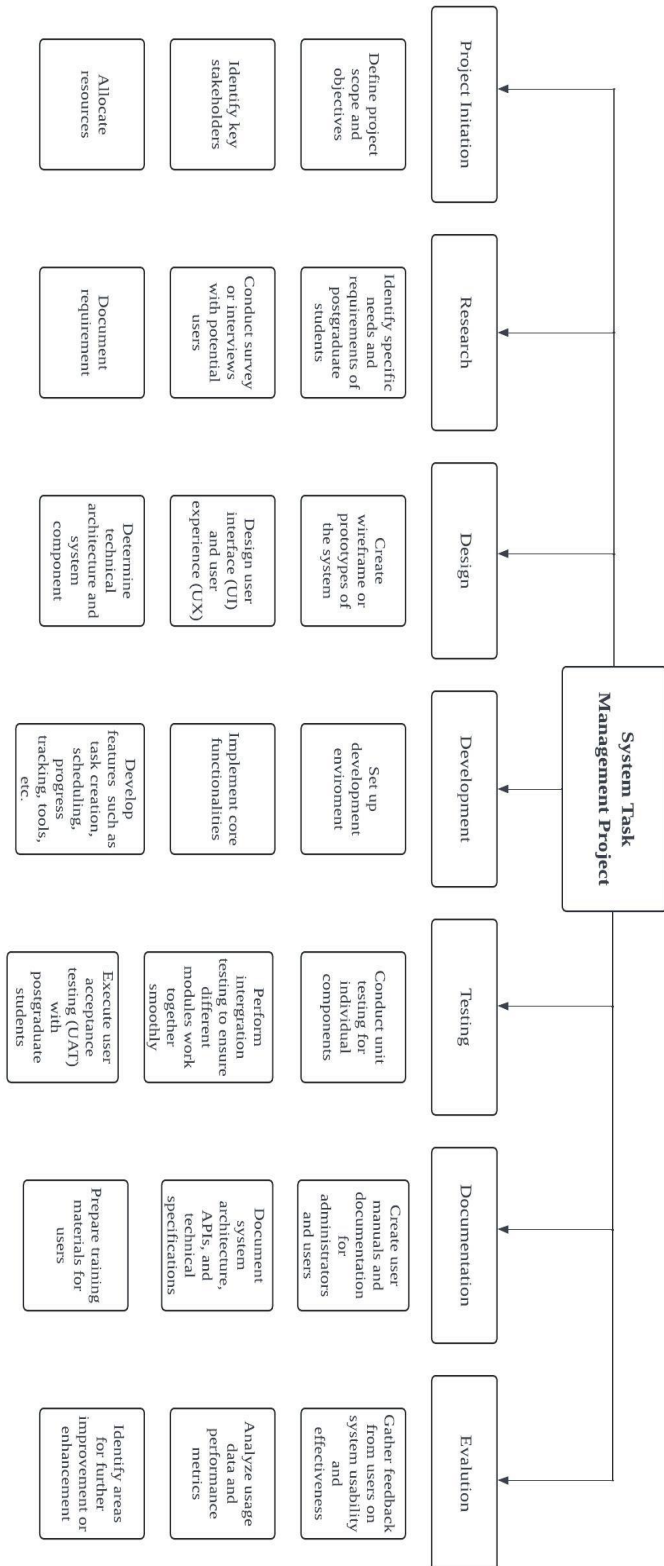 System Task
Management Project
Project Initation
Define project
scope and
objectives
Identify key
stakeholders
Allocate
resources
Research
Identify specific
needs and
requirements of
postgraduate
students
Conduct survey
or interviews
with potential
users
Document
requirement
Design
Create
wireframe or
prototypes of
the system
Design user
interface (UI)
and user
experience (UX)
Determine
technical
architecture and
system
component
Development
Set up
development
enviroment
Implement core
functionalities
Develop
features such as
task creation,
scheduling,
progress
tracking, tools,
etc.
Testing
Conduct unit
testing for
individual
components
Perform
intergration
testing to ensure
different
modules work
together
smoothly
Execute user
acceptance
testing (UAT)
with
postgraduate
students
Documentation
Create user
manuals and
documentation
for
administrators
and users
Document
system
architecture,
APIs, and
technical
specifications
Prepare training
materials for
users
Evalution
Gather feedback
from users on
system usability
and
effectiveness
Analyze usage
data and
performance
metrics
Identify areas
for further
improvement or
enhancement